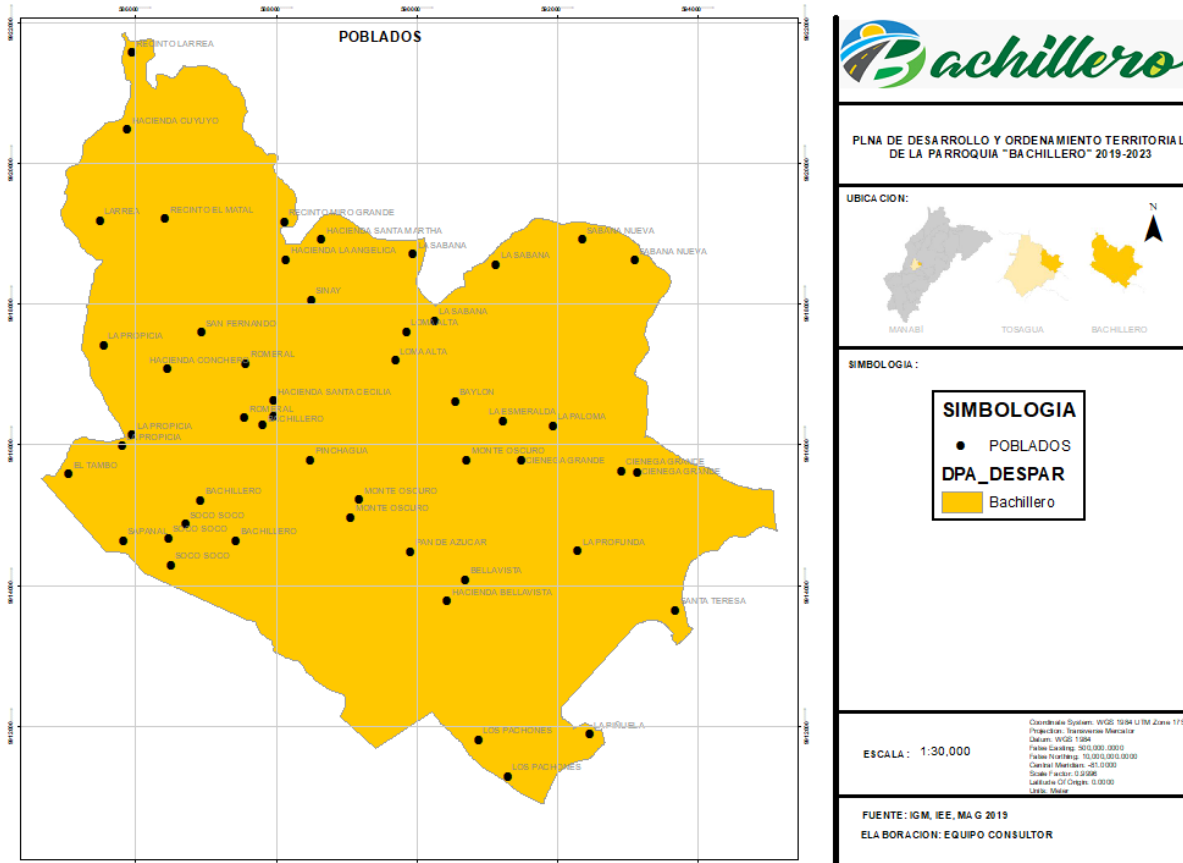 POBLADOS
RECINTO LARREA
HACIENDA CUYUYO
LARREA
RECINTO EL MATAL
RECINTO MIRO GRANDE
HACIENDA SANTA MARTHA
HACIENDA LA ANGELICA
LA SABANA
LA SABANA
SABANA NUEVA
SABANA NUEVA
SINAY
LA SABANA
LOMA ALTA
LOMA ALTA
SAN FERNANDO
LA PROPICIA
HACIENDA CONCHERO
ROMERAL
HACIENDA SANTA CECILIA
ROMERAL
BACHILLERO
BAYLON
LA ESMERALDA
LA PALOMA
LA PROPICIA
LA PROPICIA
EL TAMBO
PINCHAGUA
MONTE OSCURO
CIENEGA GRANDE
CIENEGA GRANDE
CIENEGA GRANDE
BACHILLERO
MONTE OSCURO
MONTE OSCURO
SOCO SOCO
SOCO SOCO
SAPANAL
BACHILLERO
SOCO SOCO
PAN DE AZUCAR
LA PROFUNDA
BELLAVISTA
HACIENDA BELLAVISTA
SANTA TERESA
LOS PACHONES
LA PIÑUELA
LOS PACHONES
Bachillero
PLNA DE DESARROLLO Y ORDENAMIENTO TERRITORIAL
DE LA PARROQUIA "BACHILLERO" 2019-2023
UBICACION:
N
MANABÍ
TOSAGUA
BACHILLERO
SIMBOLOGIA:
SIMBOLOGIA
POBLADOS
DPA_DESPAR
Bachillero
ESCALA: 1:30,000
Coordinate System: WGS 1984 UTM Zone 17S
Projection: Transverse Mercator
Datum: WGS 1984
False Easting: 500,000.0000
False Northing: 10,000,000.0000
Central Meridian: -81.0000
Scale Factor: 0.9996
Latitude Of Origin: 0.0000
Units: Meter
FUENTE: IGM, IEE, MAG 2019
ELABORACION: EQUIPO CONSULTOR